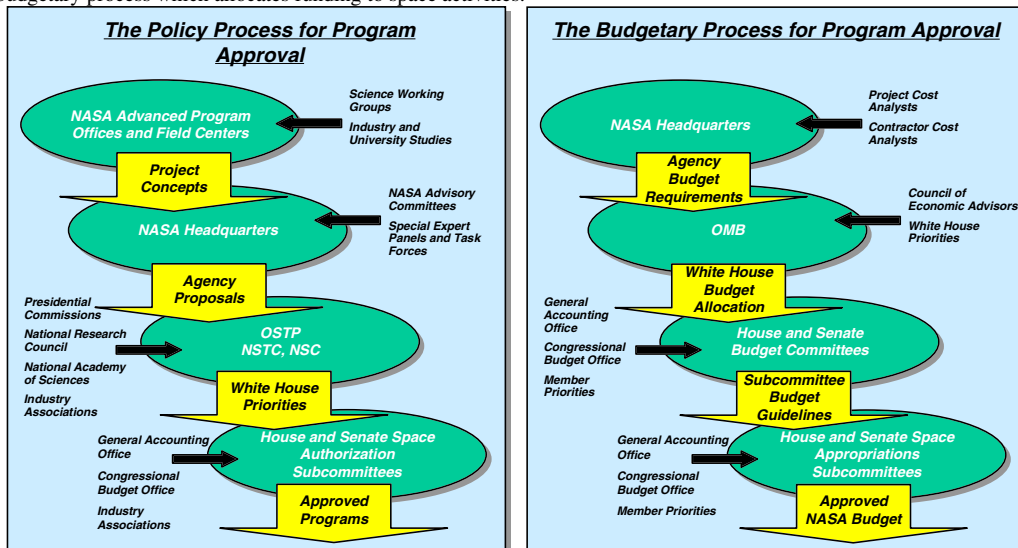 budgetary process which allocates funding to space activities.
The Policy Process for Program
Approval
NASA Advanced Program
Offices and Field Centers
Science Working
Groups
Industry and
University Studies
Project
Concepts
NASA Headquarters
NASA Advisory
Committees
Special Expert
Panels and Task
Forces
Agency
Proposals
Presidential
Commissions
National Research
Council
National Academy
of Sciences
Industry
Associations
OSTP
NSTC, NSC
White House
Priorities
General Accounting
Office
Congressional
Budget Office
Industry
Associations
House and Senate Space
Authorization
Subcommittees
Approved
Programs
The Budgetary Process for Program Approval
NASA Headquarters
Project Cost
Analysts
Contractor Cost
Analysts
Agency
Budget
Requirements
OMB
Council of
Economic Advisors
White House
Priorities
White House
Budget
Allocation
General
Accounting
Office
Congressional
Budget Office
Member
Priorities
House and Senate
Budget Committees
Subcommittee
Budget
Guidelines
General Accounting
Office
Congressional
Budget Office
Member Priorities
House and Senate Space
Appropriations
Subcommittees
Approved
NASA Budget